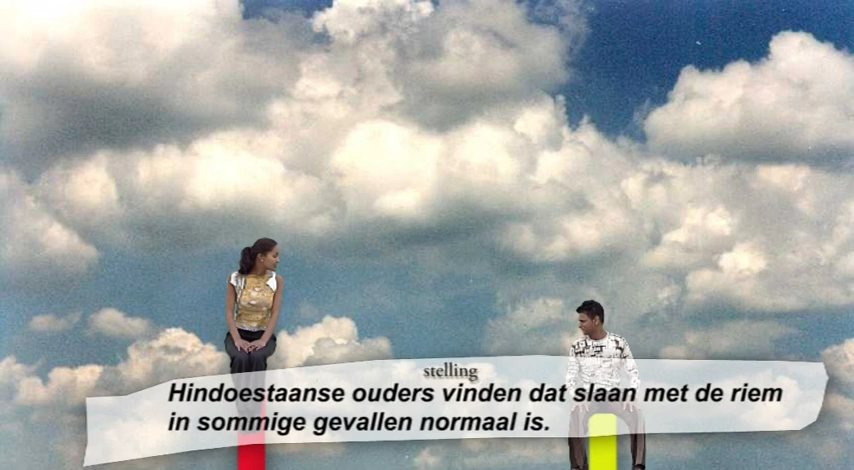 stelling
Hindoestaanse ouders vinden dat slaan met de riem
in sommige gevallen normaal is.